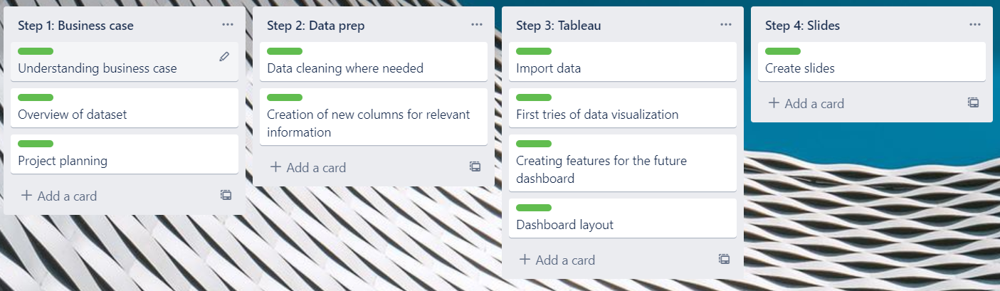 Step 1: Business case
Understanding business case
Overview of dataset
Project planning
+ Add a card
Step 2: Data prep
Data cleaning where needed
Creation of new columns for relevant
information
+ Add a card
Step 3: Tableau
Import data
First tries of data visualization
Creating features for the future
dashboard
Dashboard layout
+ Add a card
Step 4: Slides
Create slides
+ Add a card